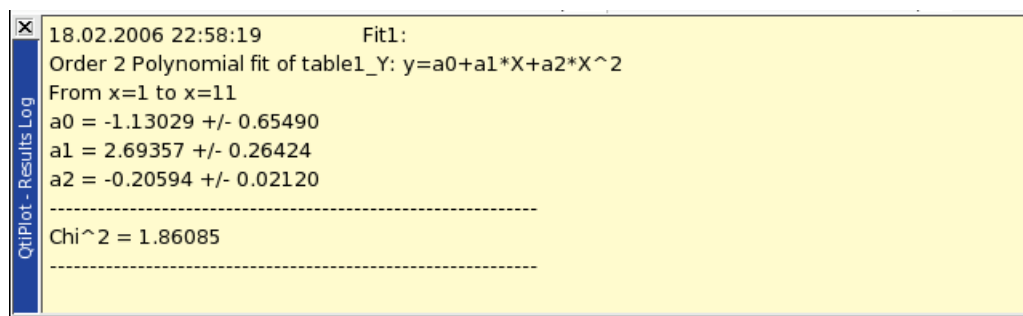 18.02.2006 22:58:19 Fit1:
Order 2 Polynomial fit of table1_Y: y=a0+a1*X+a2*X^2
From x=1 to x=11
a0 = -1.13029 +/- 0.65490
a1 = 2.69357 +/- 0.26424
a2 = -0.20594 +/- 0.02120
-------------------------------------------------------------
Chi^2 = 1.86085
-------------------------------------------------------------
QtiPlot - Results Log